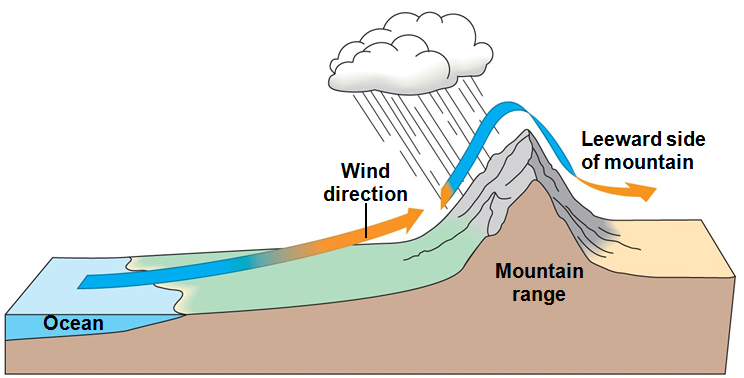 Leeward side
of mountain
Wind
direction
Mountain
range
Ocean